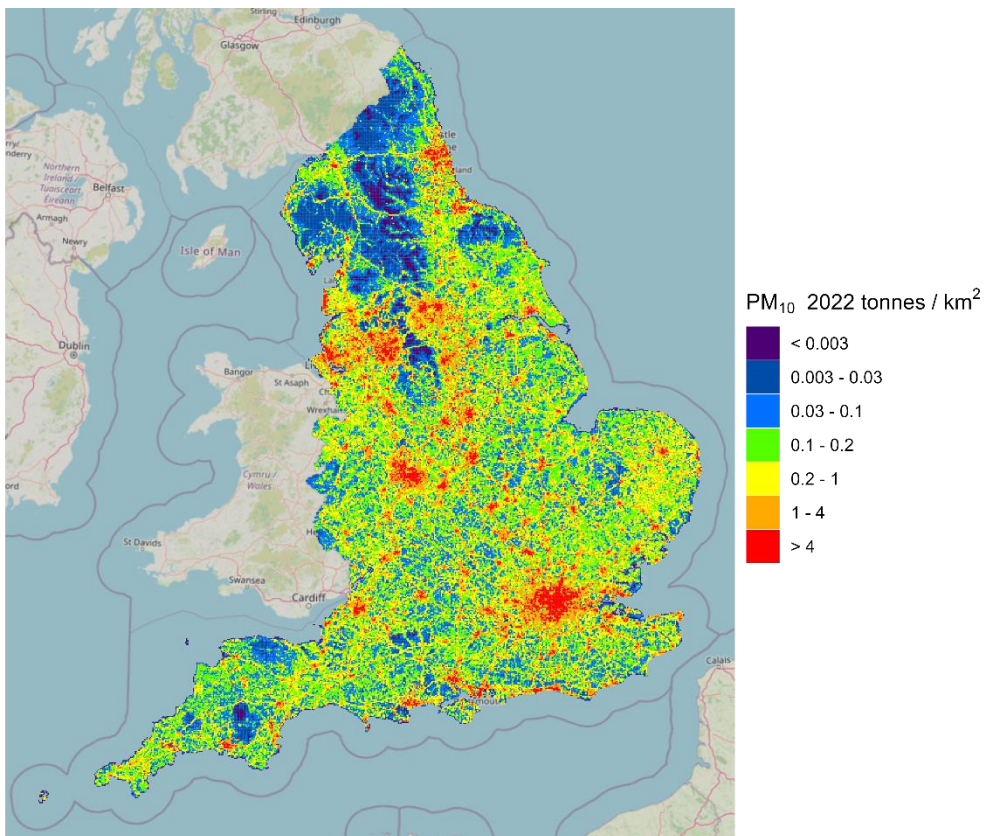 Stirling
Edinburgh
Glasgow
Northern
Ireland /
Tuaisceart
Éireann
Belfast
Armagh
Newry
Isle of Man
Dublin
Bangor
St Asaph
Wrexham
Cymru /
Wales
St Davids
Swansea
Cardiff
Calais
PM₁₀ 2022 tonnes / km²
< 0.003
0.003 - 0.03
0.03 - 0.1
0.1 - 0.2
0.2 - 1
1 - 4
> 4